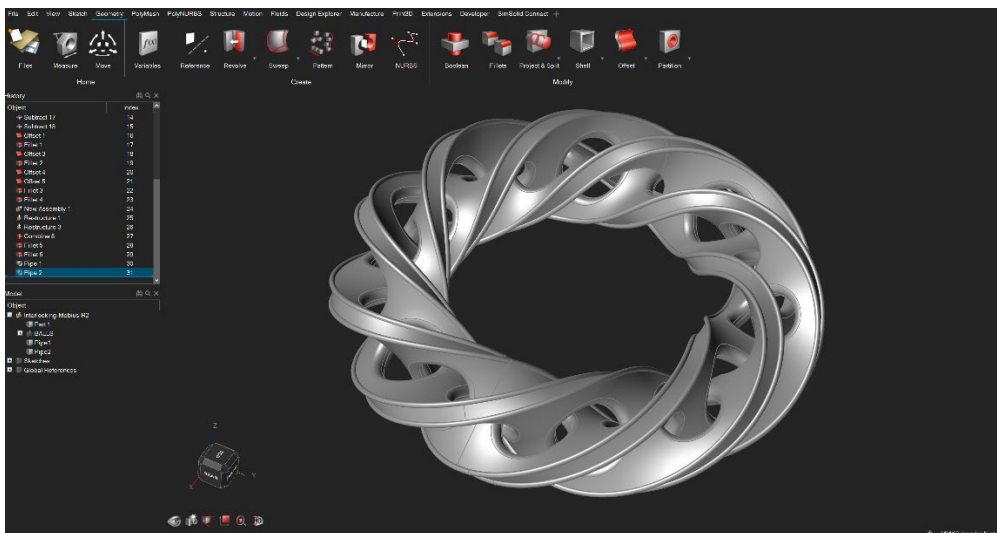 File Edit View Sketch Geometry PolyMesh PolyNURBS Structure Motion Fluids Design Explorer Manufacture Print3D Extensions Developer SimSolid Connect +
f(x)
Files Measure Move Variables Reference Revolve Sweep Pattern Mirror NURBS Boolean Fillets Project & Split Shell Offset Partition
Home Create Modify
History
Object Index
Subtract 17 14
Subtract 18 15
Offset 1 16
Fillet 1 17
Offset 3 18
Fillet 2 19
Offset 4 20
Offset 5 21
Fillet 3 22
Fillet 4 23
New Assembly 1 24
Restructure 1 25
Restructure 3 26
Combine 8 27
Fillet 5 28
Fillet 6 29
Pipe 1 30
Pipe 2 31
Model
Object
Interlocking Mobius R2
Part 1
BALLS
Pipe1
Pipe2
Sketches
Global References
Z
Y
X